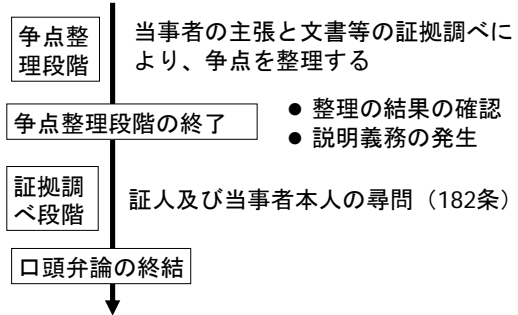 争点整
理段階
当事者の主張と文書等の証拠調べに
より、争点を整理する
争点整理段階の終了
● 整理の結果の確認
● 説明義務の発生
証拠調
べ段階
証人及び当事者本人の尋問（182条）
口頭弁論の終結